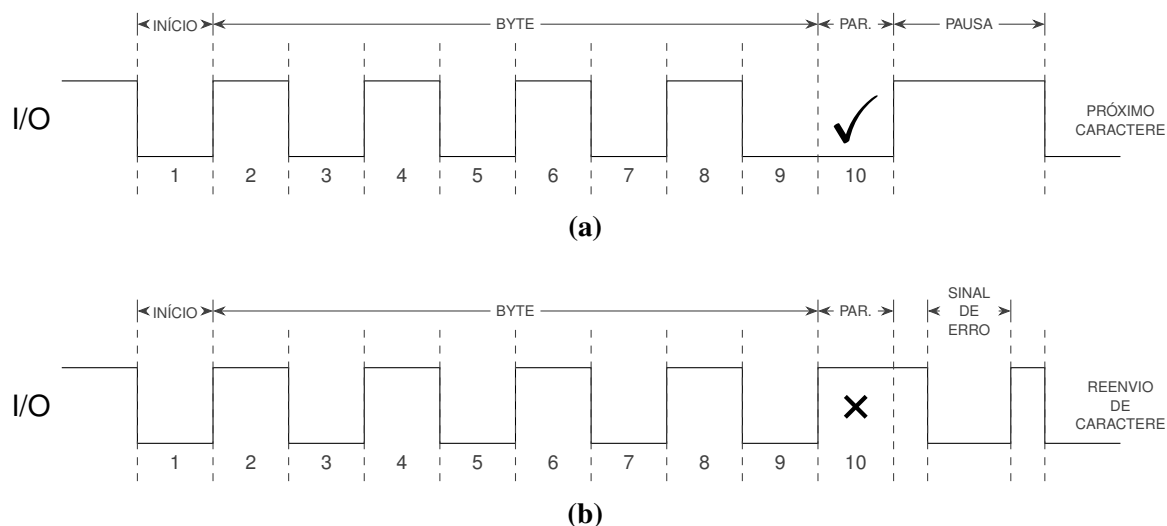 INÍCIO BYTE PAR. PAUSA
I/O
PRÓXIMO
CARACTERE
1 2 3 4 5 6 7 8 9 10
(a)
INÍCIO BYTE PAR. SINAL
DE
ERRO
I/O
REENVIO
DE
CARACTERE
1 2 3 4 5 6 7 8 9 10
(b)